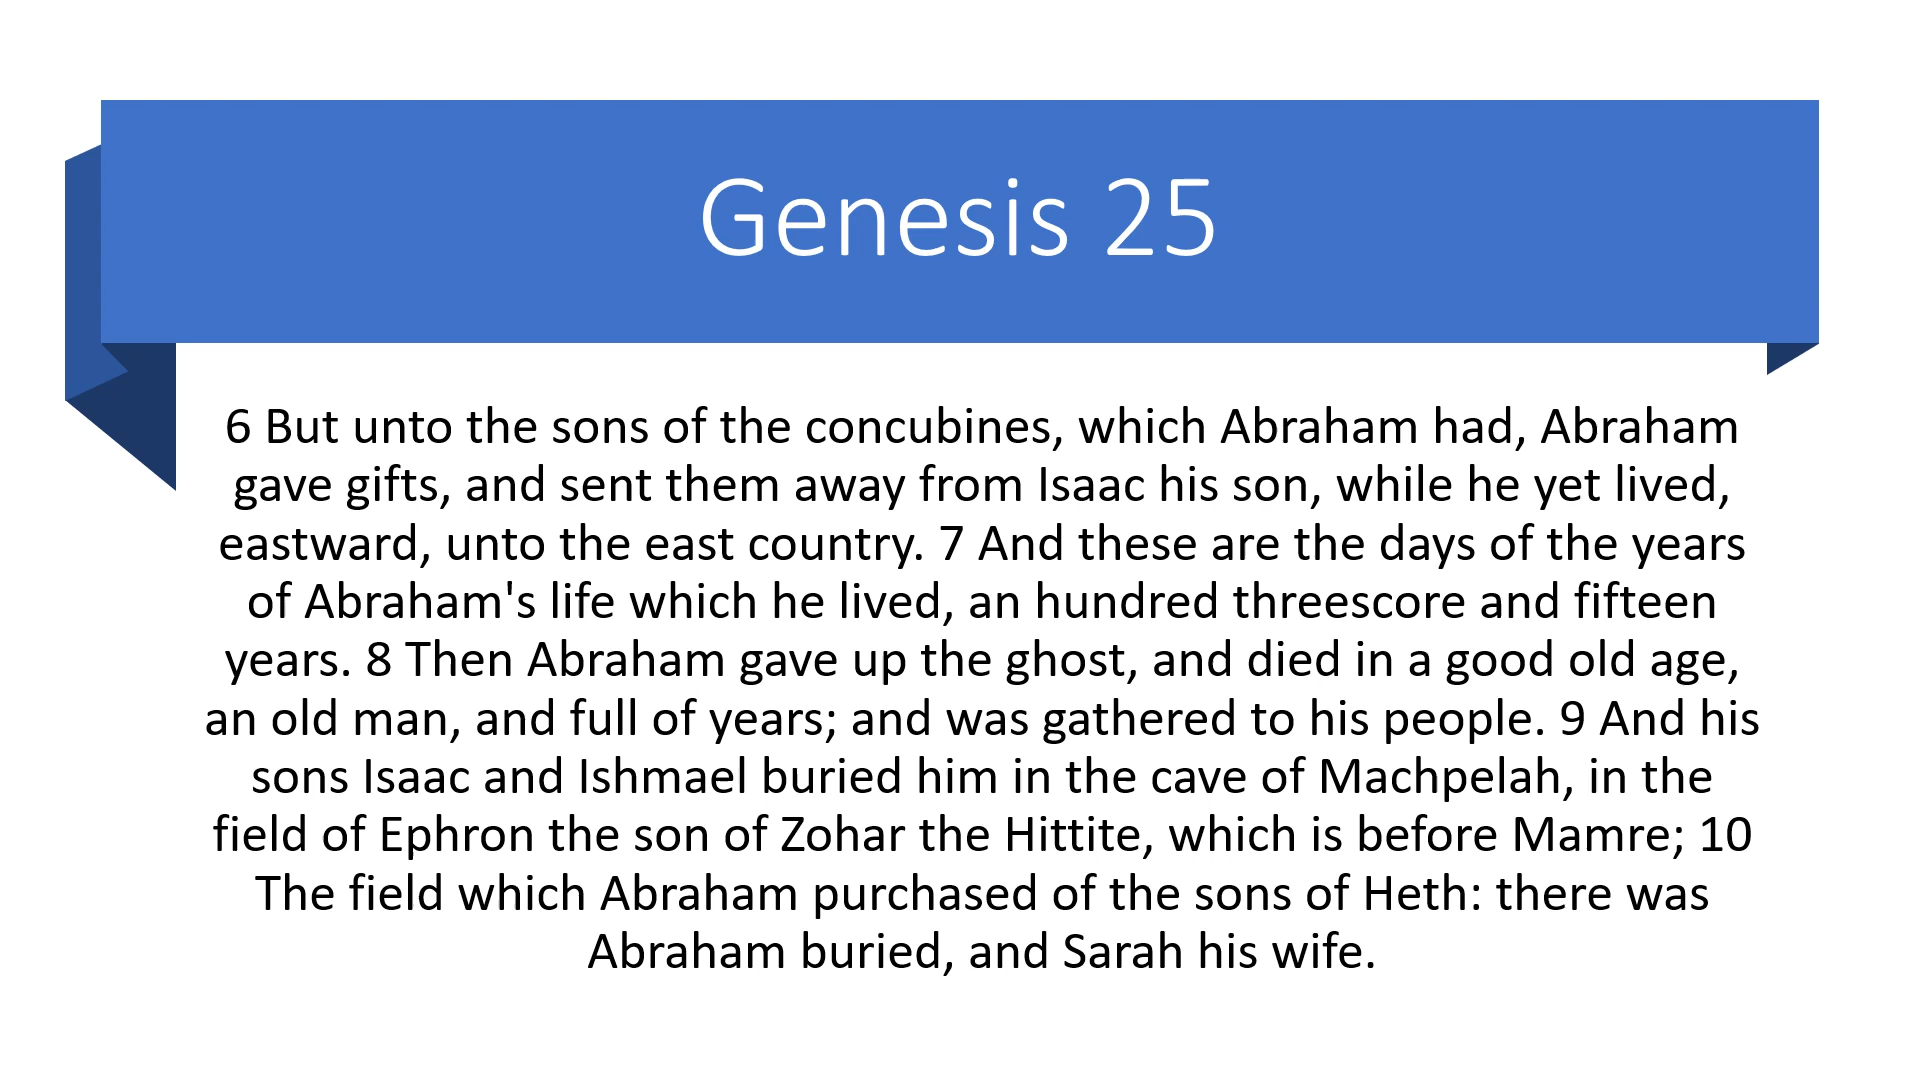 Genesis 25
6 But unto the sons of the concubines, which Abraham had, Abraham
gave gifts, and sent them away from Isaac his son, while he yet lived,
eastward, unto the east country. 7 And these are the days of the years
of Abraham's life which he lived, an hundred threescore and fifteen
years. 8 Then Abraham gave up the ghost, and died in a good old age,
an old man, and full of years; and was gathered to his people. 9 And his
sons Isaac and Ishmael buried him in the cave of Machpelah, in the
field of Ephron the son of Zohar the Hittite, which is before Mamre; 10
The field which Abraham purchased of the sons of Heth: there was
Abraham buried, and Sarah his wife.